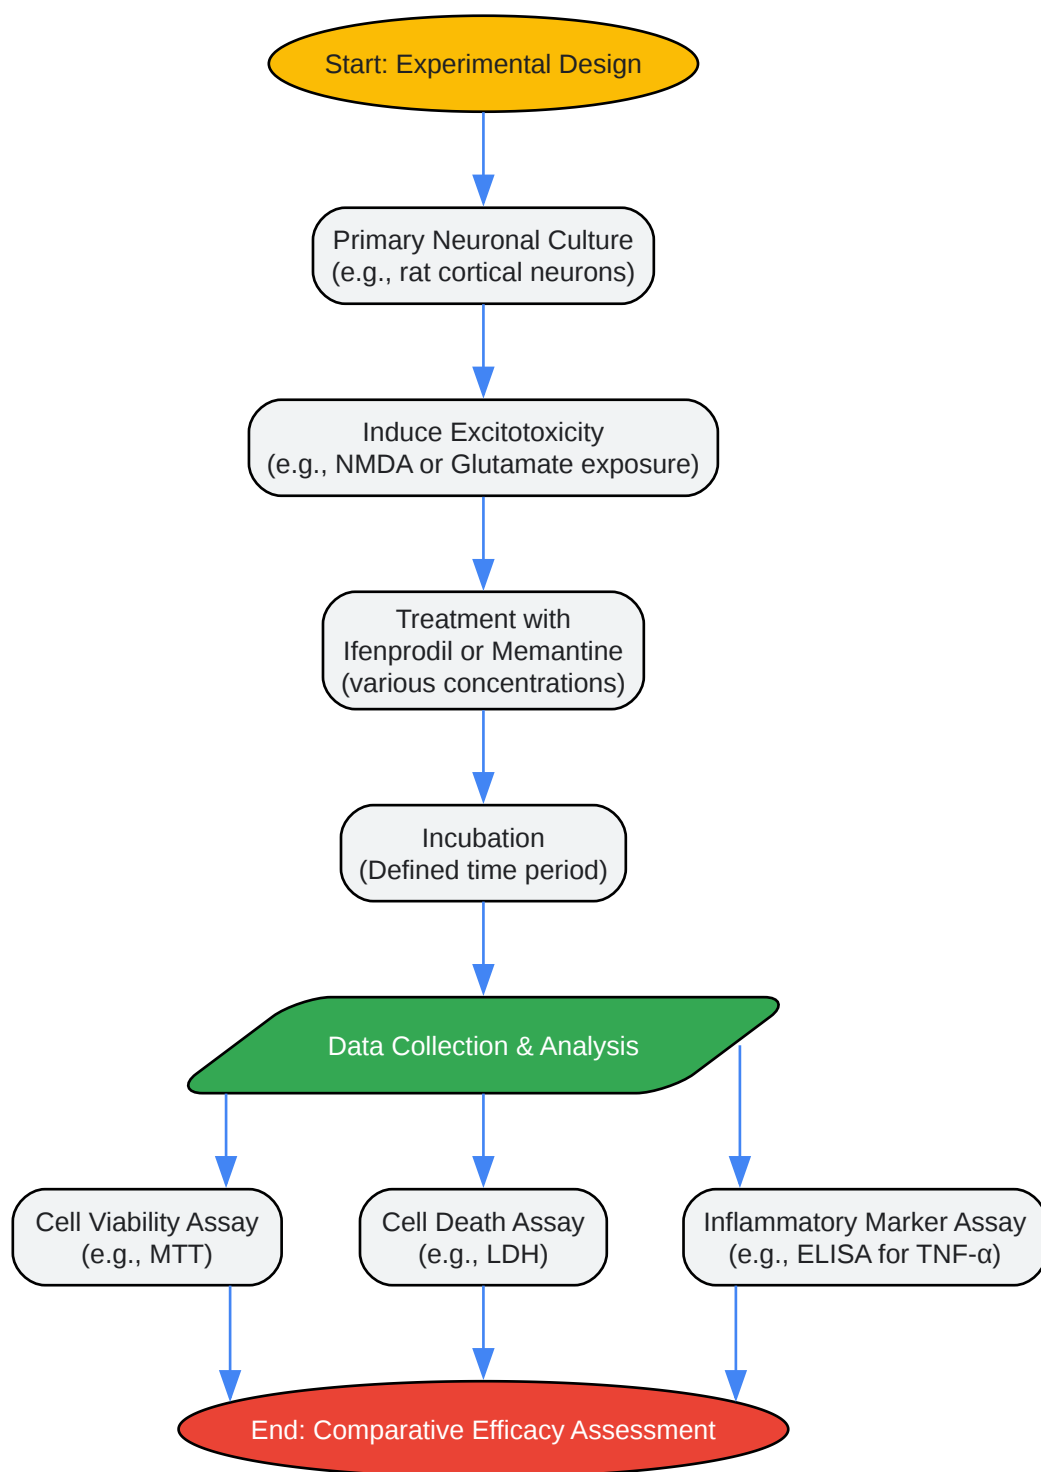 Start: Experimental Design
Primary Neuronal Culture
(e.g., rat cortical neurons)
Induce Excitotoxicity
(e.g., NMDA or Glutamate exposure)
Treatment with
Ifenprodil or Memantine
(various concentrations)
Incubation
(Defined time period)
Data Collection & Analysis
Cell Viability Assay
(e.g., MTT)
Cell Death Assay
(e.g., LDH)
Inflammatory Marker Assay
(e.g., ELISA for TNF-α)
End: Comparative Efficacy Assessment